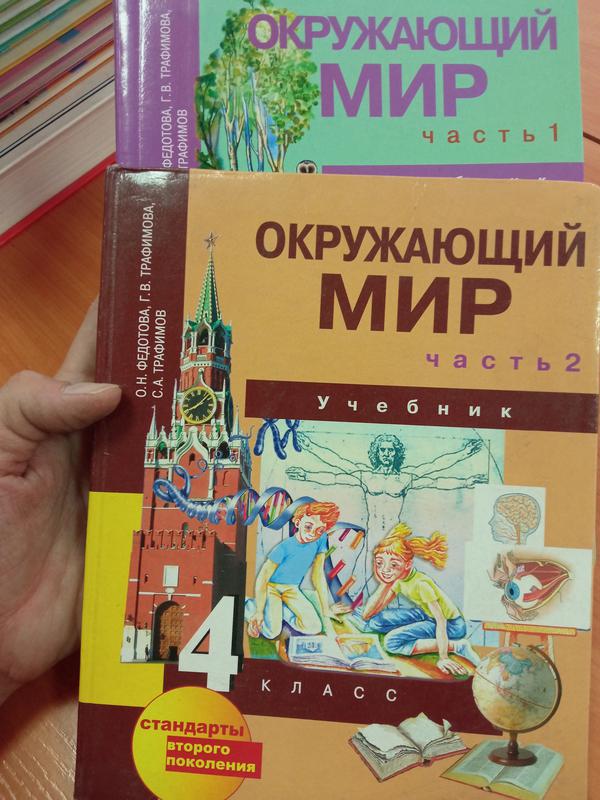 ФЕДОТОВА, Г. В. ТРАФИМОВА,
ТРАФИМОВ
ОКРУЖАЮЩИЙ
МИР
часть 1
О.Н. ФЕДОТОВА, Г. В. ТРАФИМОВА,
С.А. ТРАФИМОВ
ОКРУЖАЮЩИЙ
МИР
часть 2
Учебник
4
КЛАСС
стандарты
второго
поколения